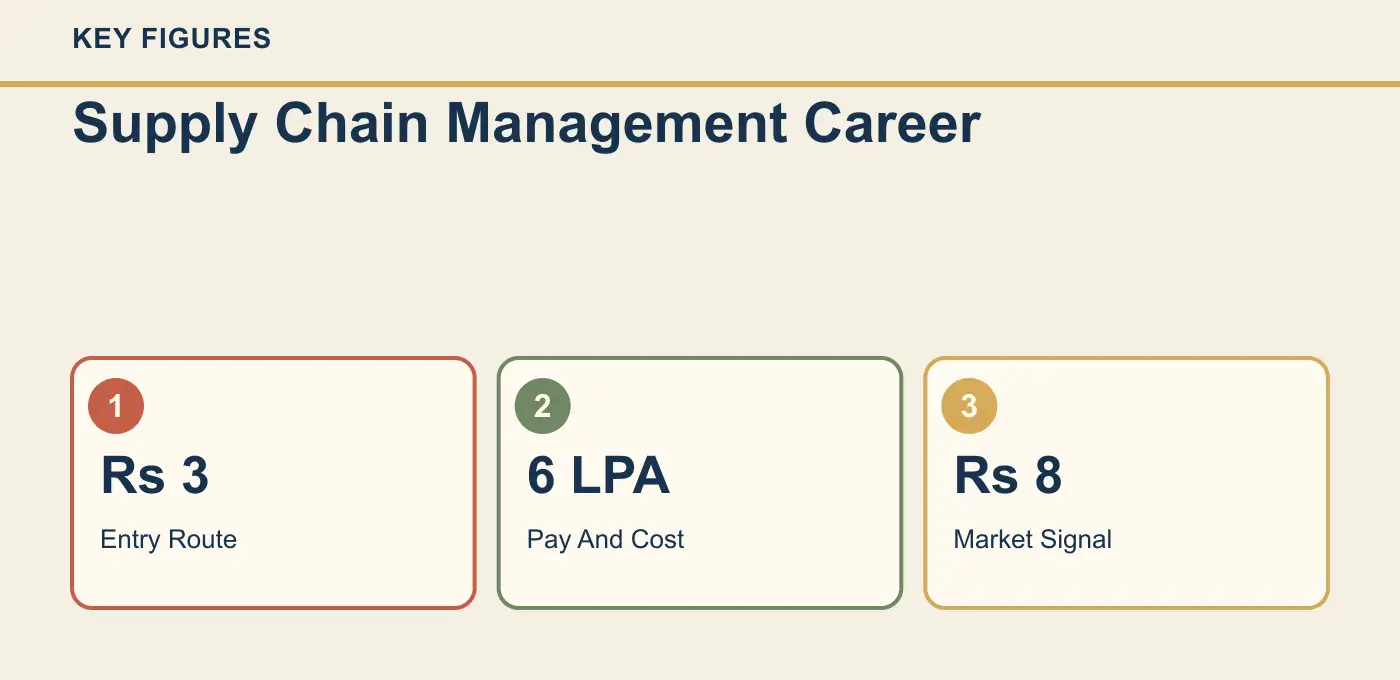 KEY FIGURES
Supply Chain Management Career
1
Rs 3
Entry Route
2
6 LPA
Pay And Cost
3
Rs 8
Market Signal